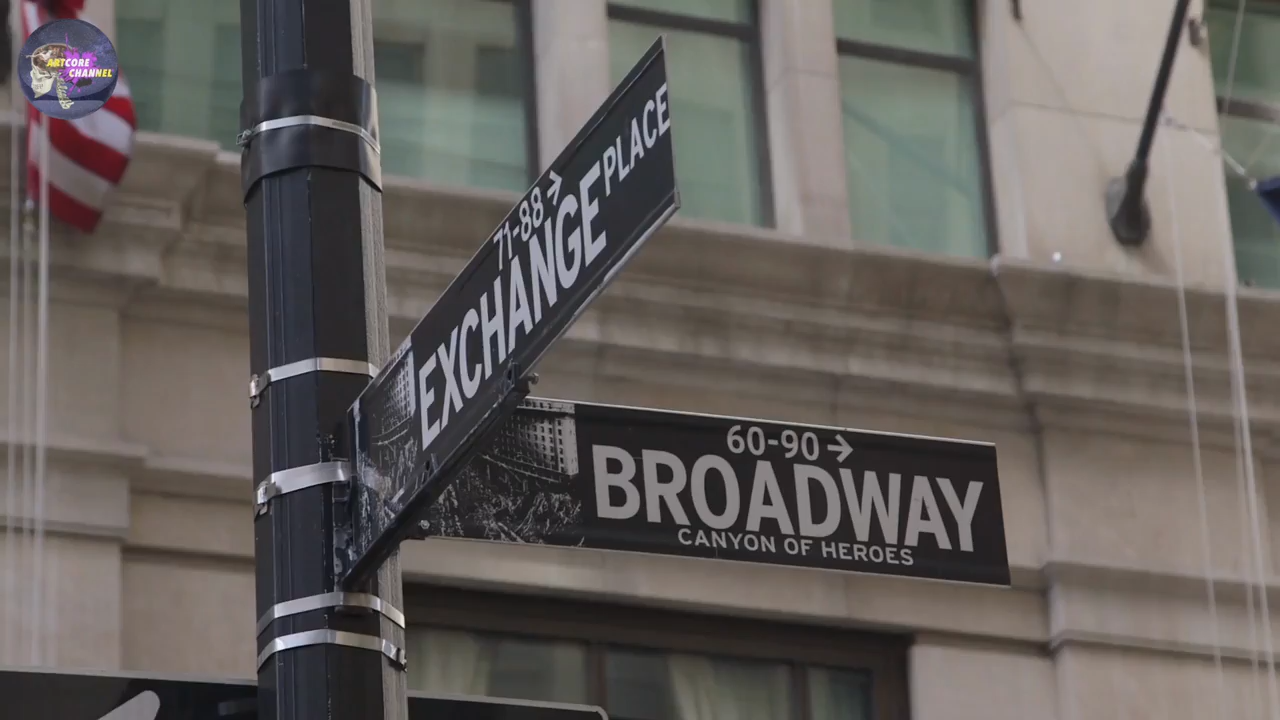 ARTCORE
CHANNEL
71-88 →
EXCHANGE PLACE
60-90 →
BROADWAY
CANYON OF HEROES